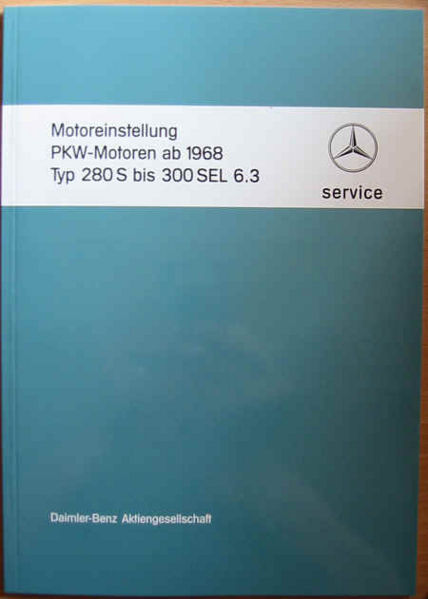 Motoreinstellung
PKW-Motoren ab 1968
Typ 280 S bis 300 SEL 6.3
service
Daimler-Benz Aktiengesellschaft